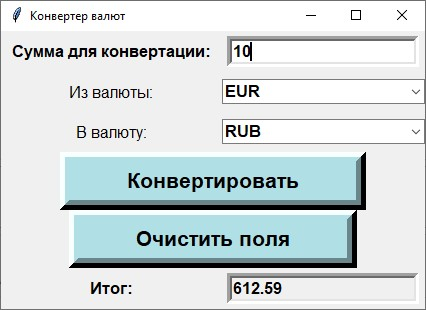 Конвертер валют
Сумма для конвертации: 10
Из валюты: EUR
В валюту: RUB
Конвертировать
Очистить поля
Итог: 612.59